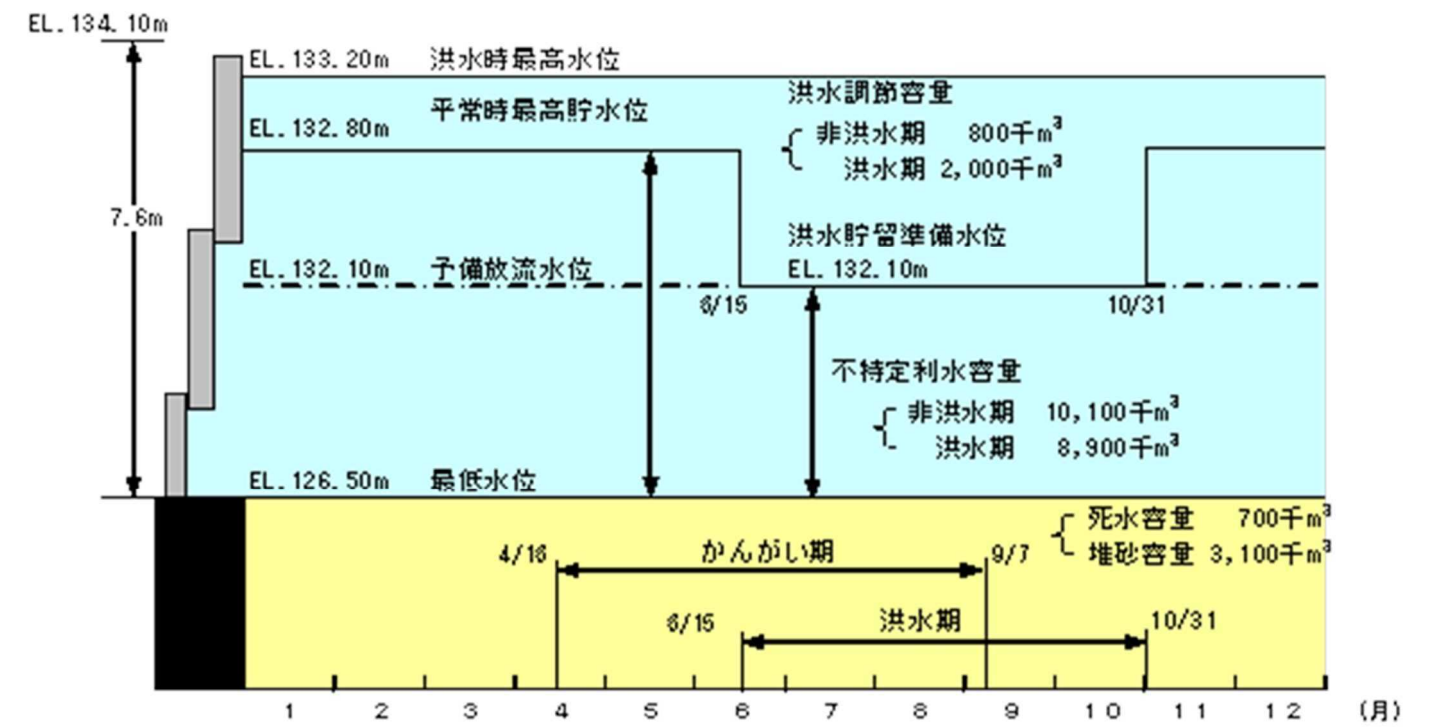 EL.134.10m
EL.133.20m 洪水時最高水位
洪水調節容量
平常時最高貯水位
EL.132.80m
非洪水期 800千m³
洪水期 2,000千m³
7.6m
洪水貯留準備水位
EL.132.10m 予備放流水位
EL.132.10m
6/15
10/31
不特定利水容量
非洪水期 10,100千m³
洪水期 8,900千m³
EL.126.50m 最低水位
死水容量 700千m³
堆砂容量 3,100千m³
4/16 かんがい期 9/7
6/15 洪水期 10/31
1 2 3 4 5 6 7 8 9 10 11 12 (月)